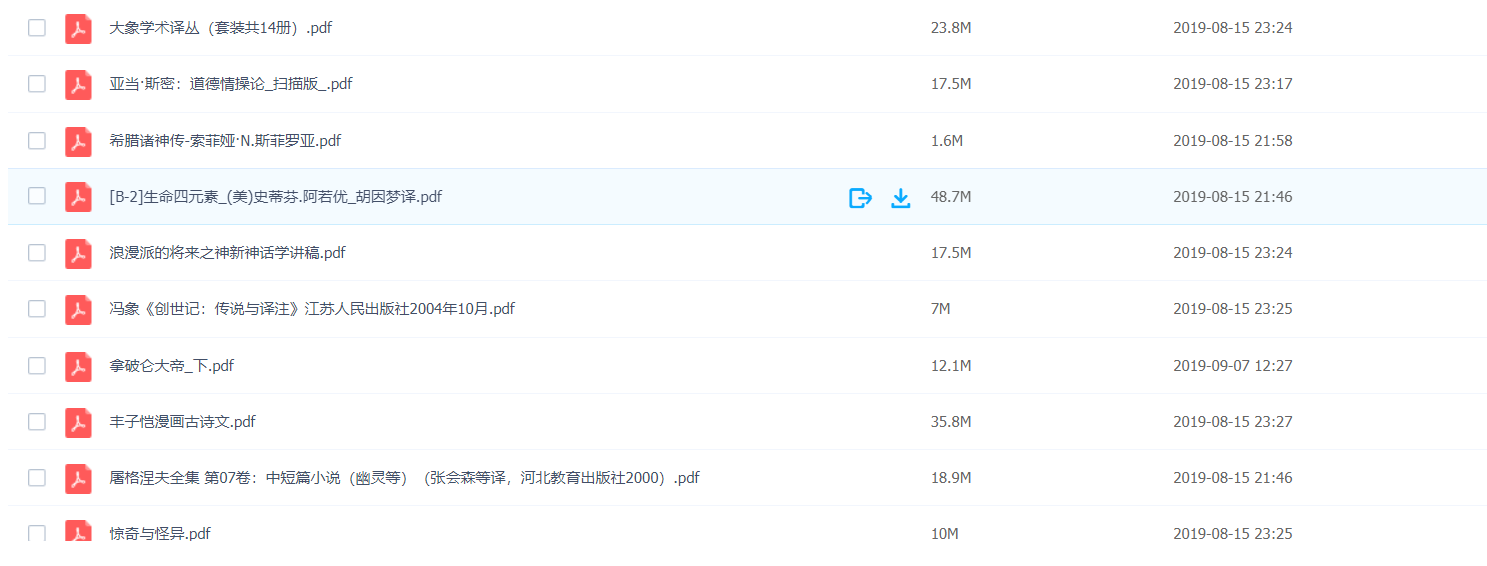 大象学术译丛（套装共14册）.pdf 23.8M 2019-08-15 23:24
亚当·斯密：道德情操论_扫描版_.pdf 17.5M 2019-08-15 23:17
希腊诸神传-索菲娅·N.斯菲罗亚.pdf 1.6M 2019-08-15 21:58
[B-2]生命四元素_(美)史蒂芬.阿若优_胡因梦译.pdf 48.7M 2019-08-15 21:46
浪漫派的将来之神新神话学讲稿.pdf 17.5M 2019-08-15 23:24
冯象《创世记：传说与译注》江苏人民出版社2004年10月.pdf 7M 2019-08-15 23:25
拿破仑大帝_下.pdf 12.1M 2019-09-07 12:27
丰子恺漫画古诗文.pdf 35.8M 2019-08-15 23:27
屠格涅夫全集 第07卷：中短篇小说（幽灵等）（张会森等译，河北教育出版社2000）.pdf 18.9M 2019-08-15 21:46
惊奇与怪异.pdf 10M 2019-08-15 23:25